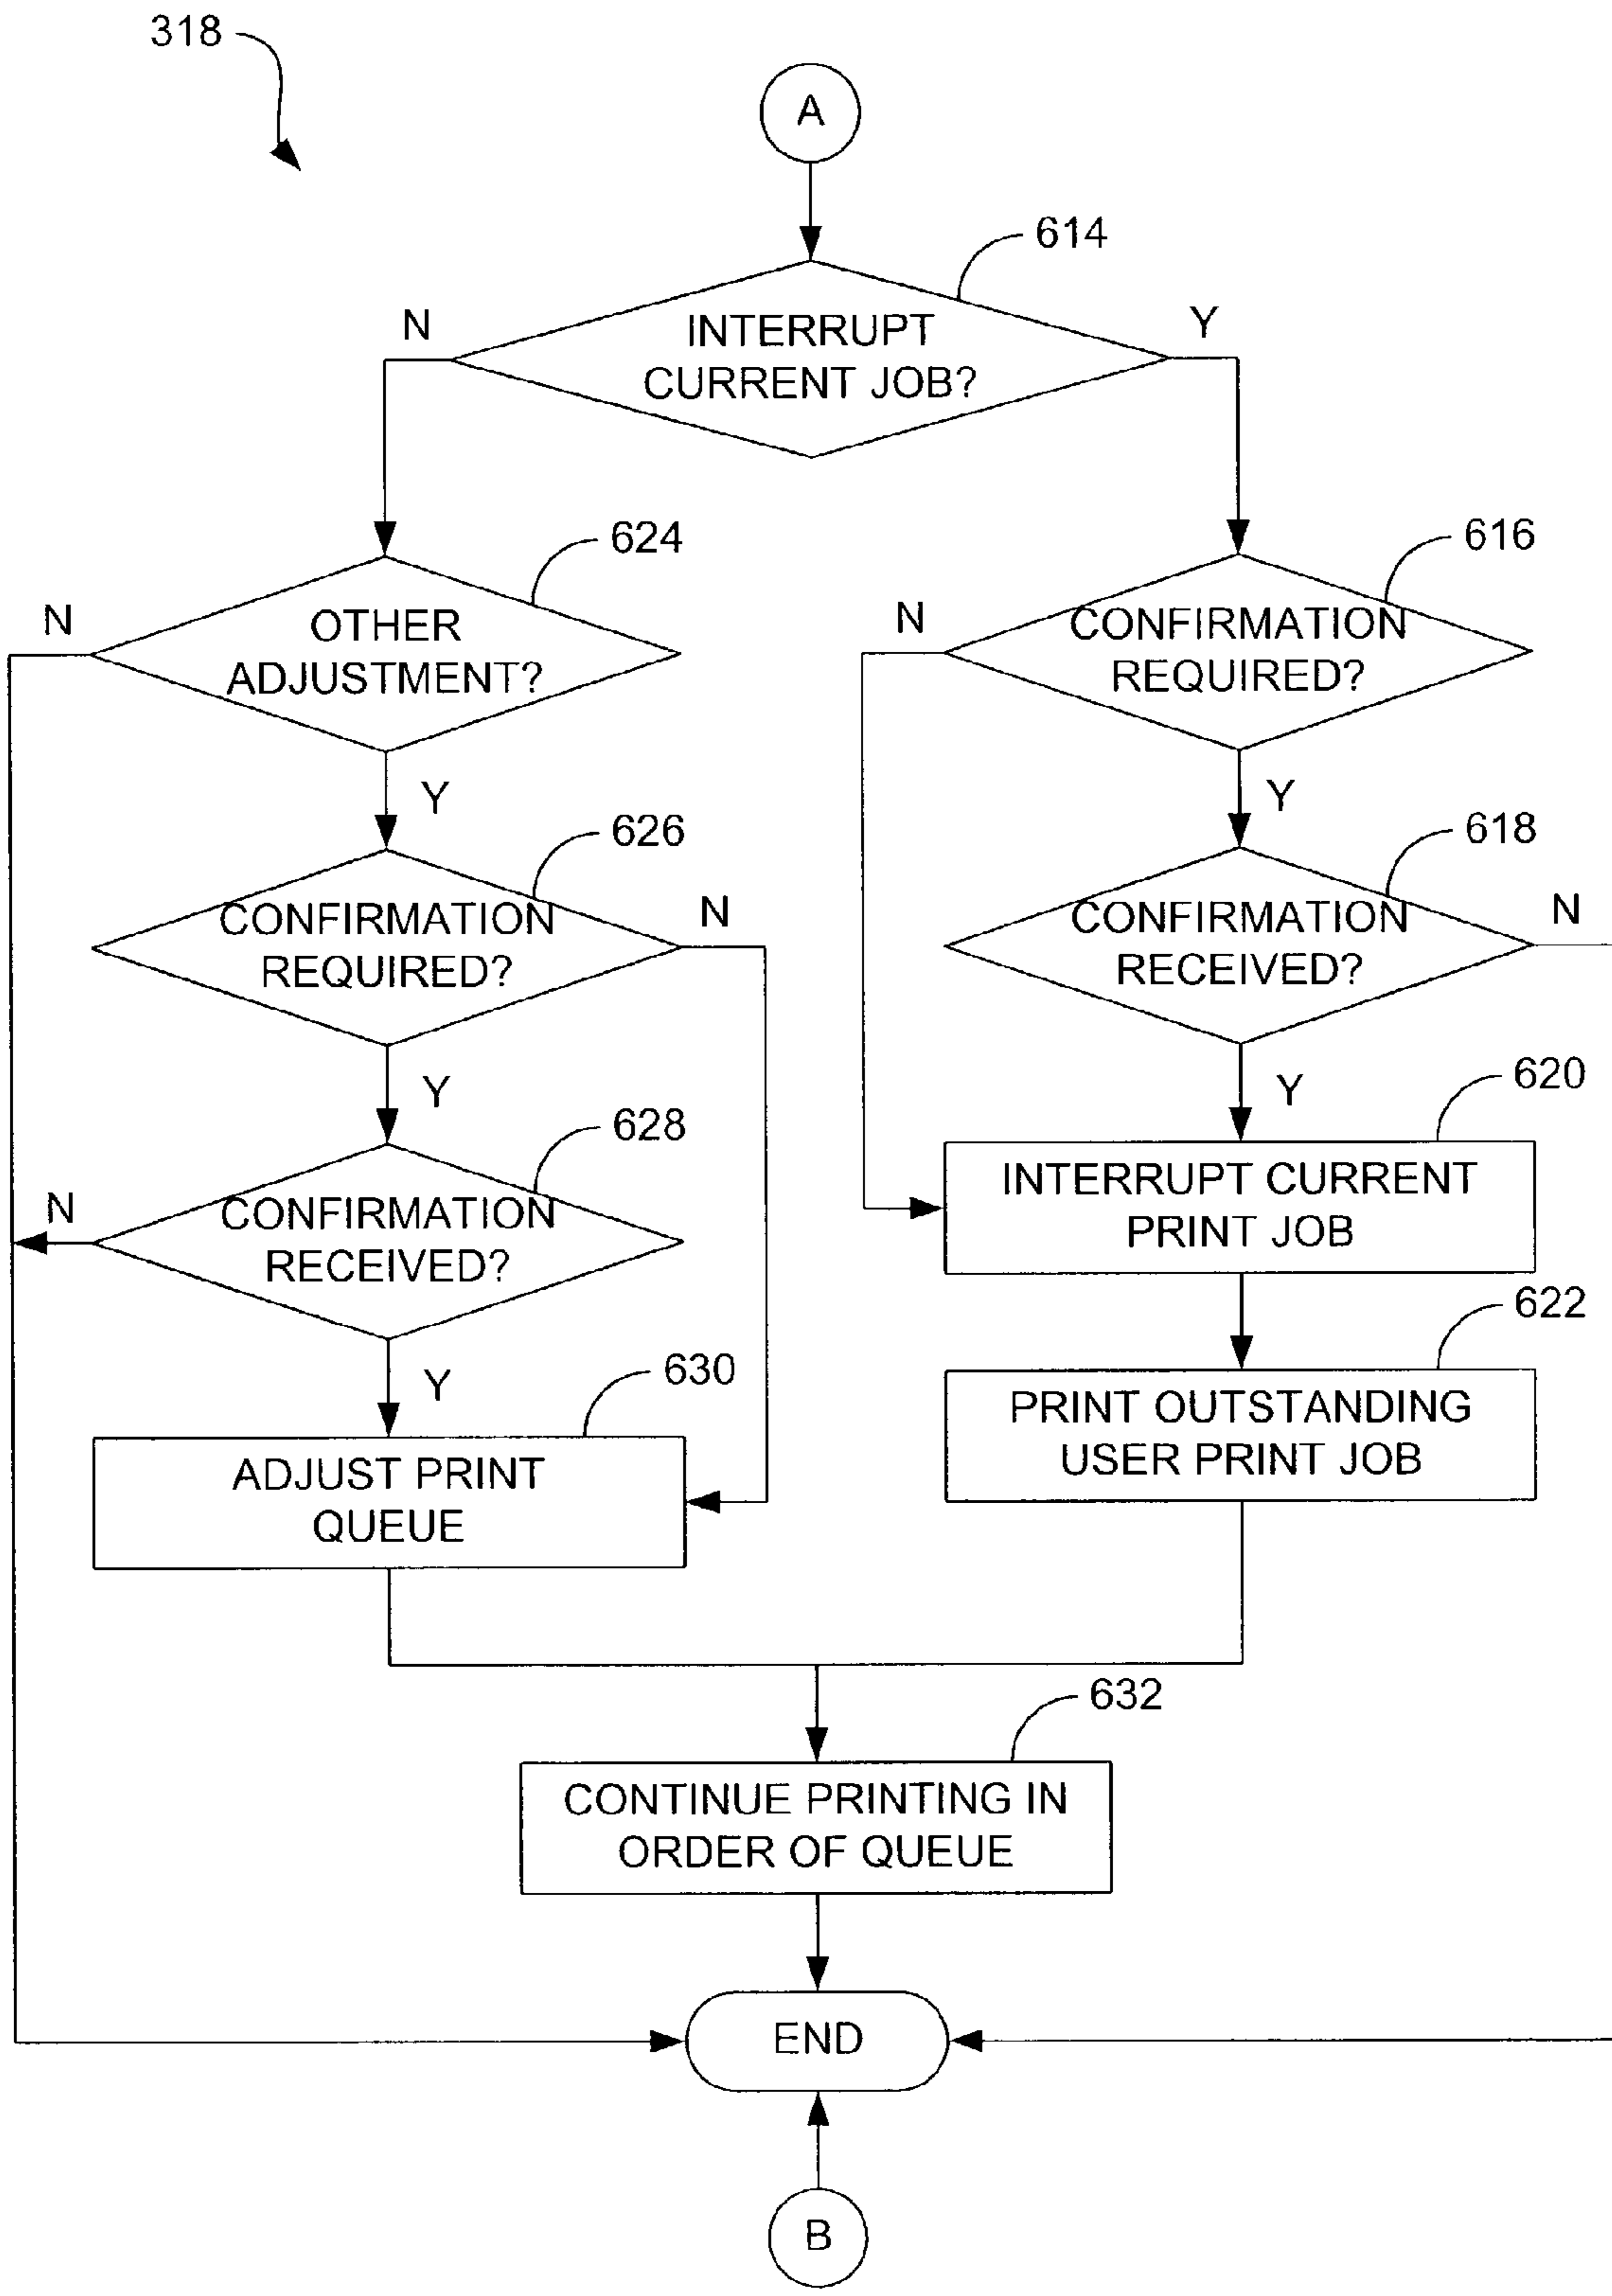 318
A
614
N
INTERRUPT
CURRENT JOB?
Y
624
616
N
OTHER
ADJUSTMENT?
N
CONFIRMATION
REQUIRED?
Y
Y
626
618
CONFIRMATION
REQUIRED?
N
CONFIRMATION
RECEIVED?
N
Y
Y
628
620
N
CONFIRMATION
RECEIVED?
INTERRUPT CURRENT
PRINT JOB
Y
630
622
ADJUST PRINT
QUEUE
PRINT OUTSTANDING
USER PRINT JOB
632
CONTINUE PRINTING IN
ORDER OF QUEUE
END
B